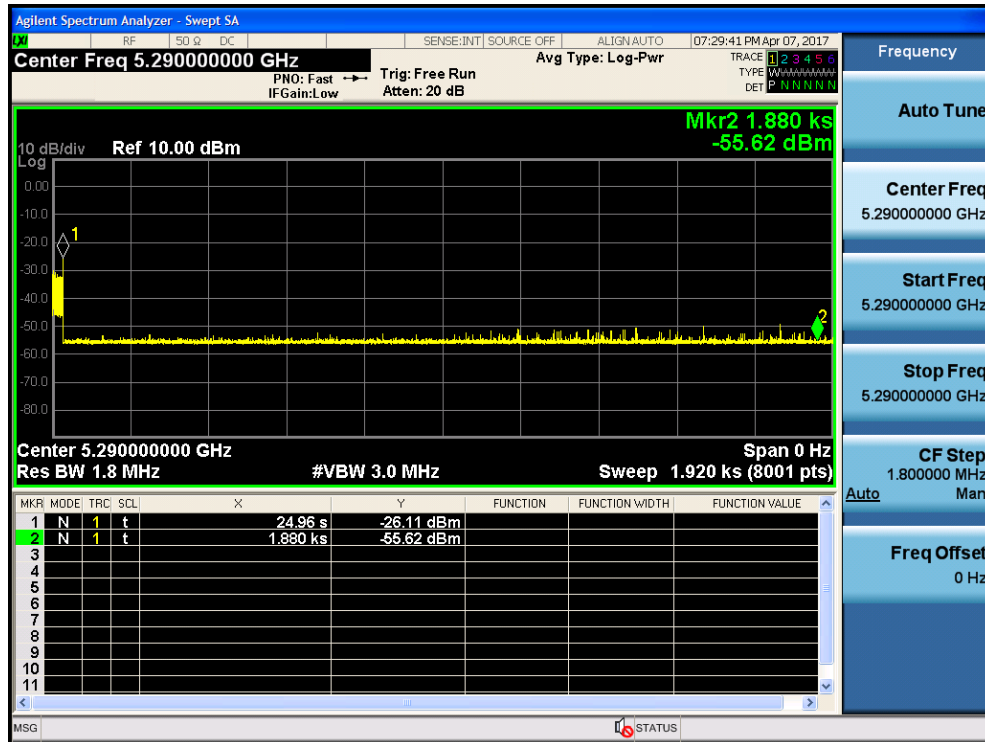 Agilent Spectrum Analyzer - Swept SA
LXI RF 50 Ω DC SENSE:INT SOURCE OFF ALIGN AUTO 07:29:41 PM Apr 07, 2017
Center Freq 5.290000000 GHz
PNO: Fast
IFGain:Low
Trig: Free Run
Atten: 20 dB
Avg Type: Log-Pwr
TRACE 1 2 3 4 5 6
TYPE
DET P N N N N N
Mkr2 1.880 ks
-55.62 dBm
10 dB/div Ref 10.00 dBm
Log
0.00
-10.0
-20.0
-30.0
-40.0
-50.0
-60.0
-70.0
-80.0
1
2
Center 5.290000000 GHz Span 0 Hz
Res BW 1.8 MHz #VBW 3.0 MHz Sweep 1.920 ks (8001 pts)
MKR MODE TRC SCL X Y FUNCTION FUNCTION WIDTH FUNCTION VALUE
1 N 1 t 24.96 s -26.11 dBm
2 N 1 t 1.880 ks -55.62 dBm
3
4
5
6
7
8
9
10
11
MSG STATUS
Frequency
Auto Tune
Center Freq
5.290000000 GHz
Start Freq
5.290000000 GHz
Stop Freq
5.290000000 GHz
CF Step
1.800000 MHz
Auto Man
Freq Offset
0 Hz